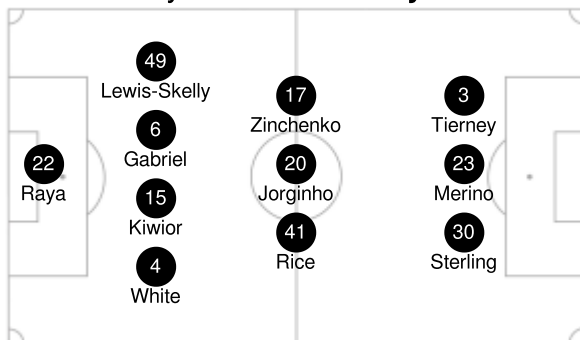 49
Lewis-Skelly
17
Zinchenko
3
Tierney
6
Gabriel
22
Raya
20
Jorginho
23
Merino
15
Kiwior
41
Rice
30
Sterling
4
White